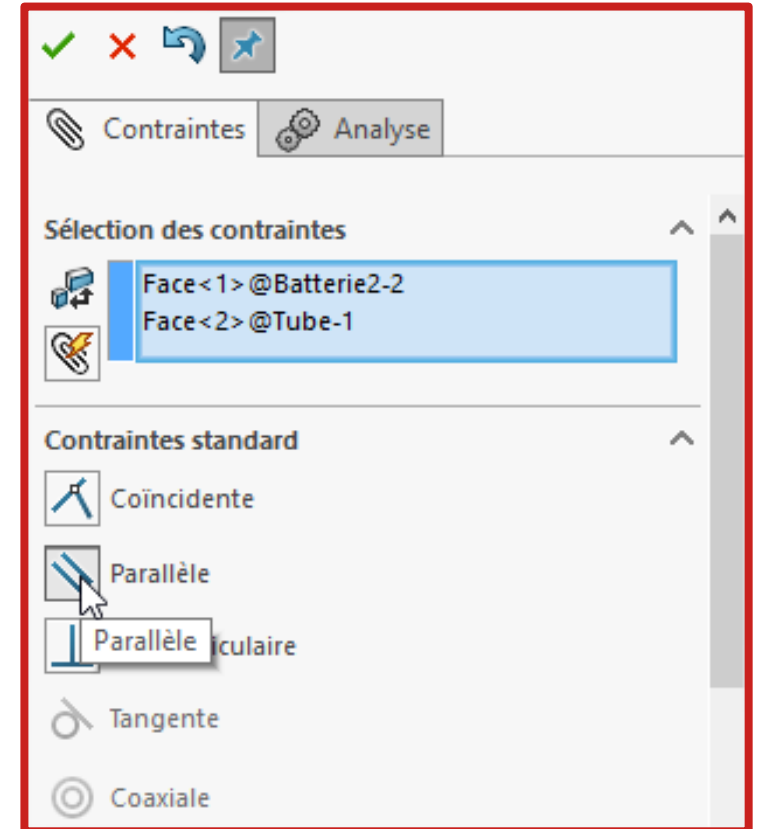 Contraintes
Analyse
Sélection des contraintes
Face<1>@Batterie2-2
Face<2>@Tube-1
Contraintes standard
Coïncidente
Parallèle
Parallèle
iculaire
Tangente
Coaxiale